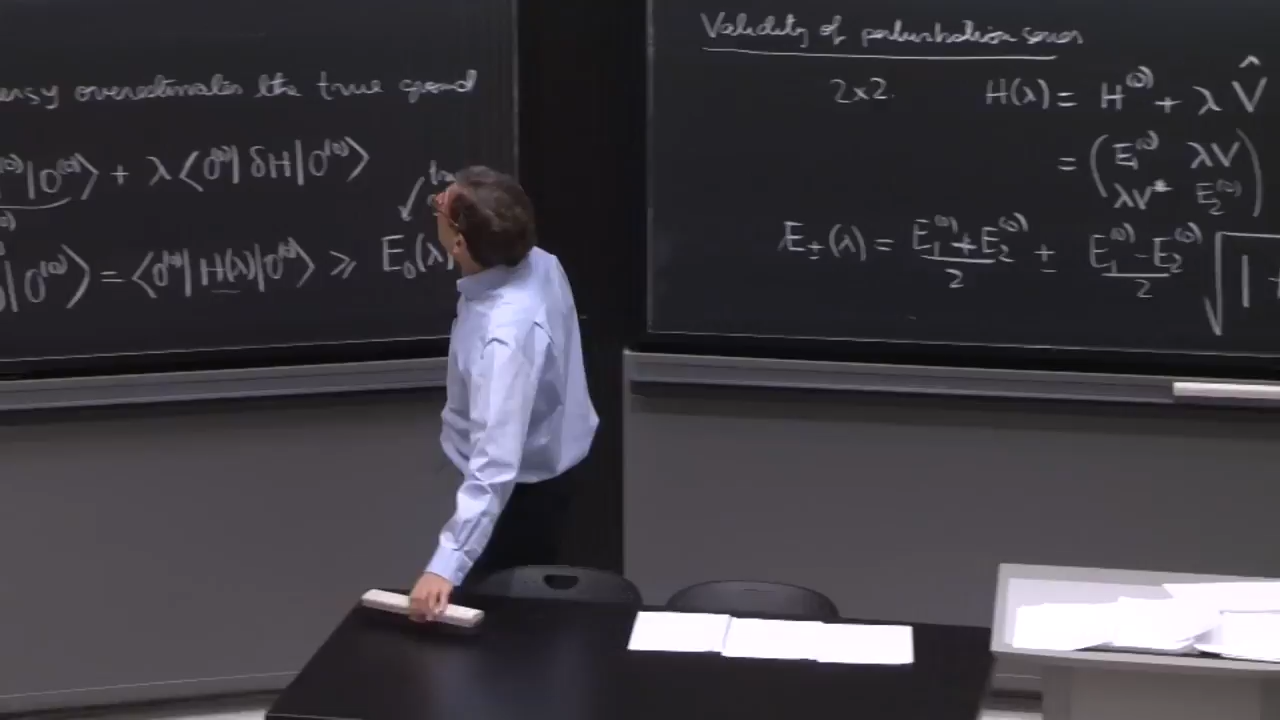 overestimates the true ground
|0⁽⁰⁾⟩ + λ⟨0⁽⁰⁾|δH|0⁽⁰⁾⟩
|0⁽⁰⁾⟩ = ⟨0⁽⁰⁾|H(λ)|0⁽⁰⁾⟩ ⩾ E₀(λ)
Validity of perturbation series
2x2. H(λ) = H⁽⁰⁾ + λ V̂
= ( E₁⁽⁰⁾ λV
λV* E₂⁽⁰⁾ )
E±(λ) = (E₁⁽⁰⁾ + E₂⁽⁰⁾)/2 ± (E₁⁽⁰⁾ - E₂⁽⁰⁾)/2 √1 +